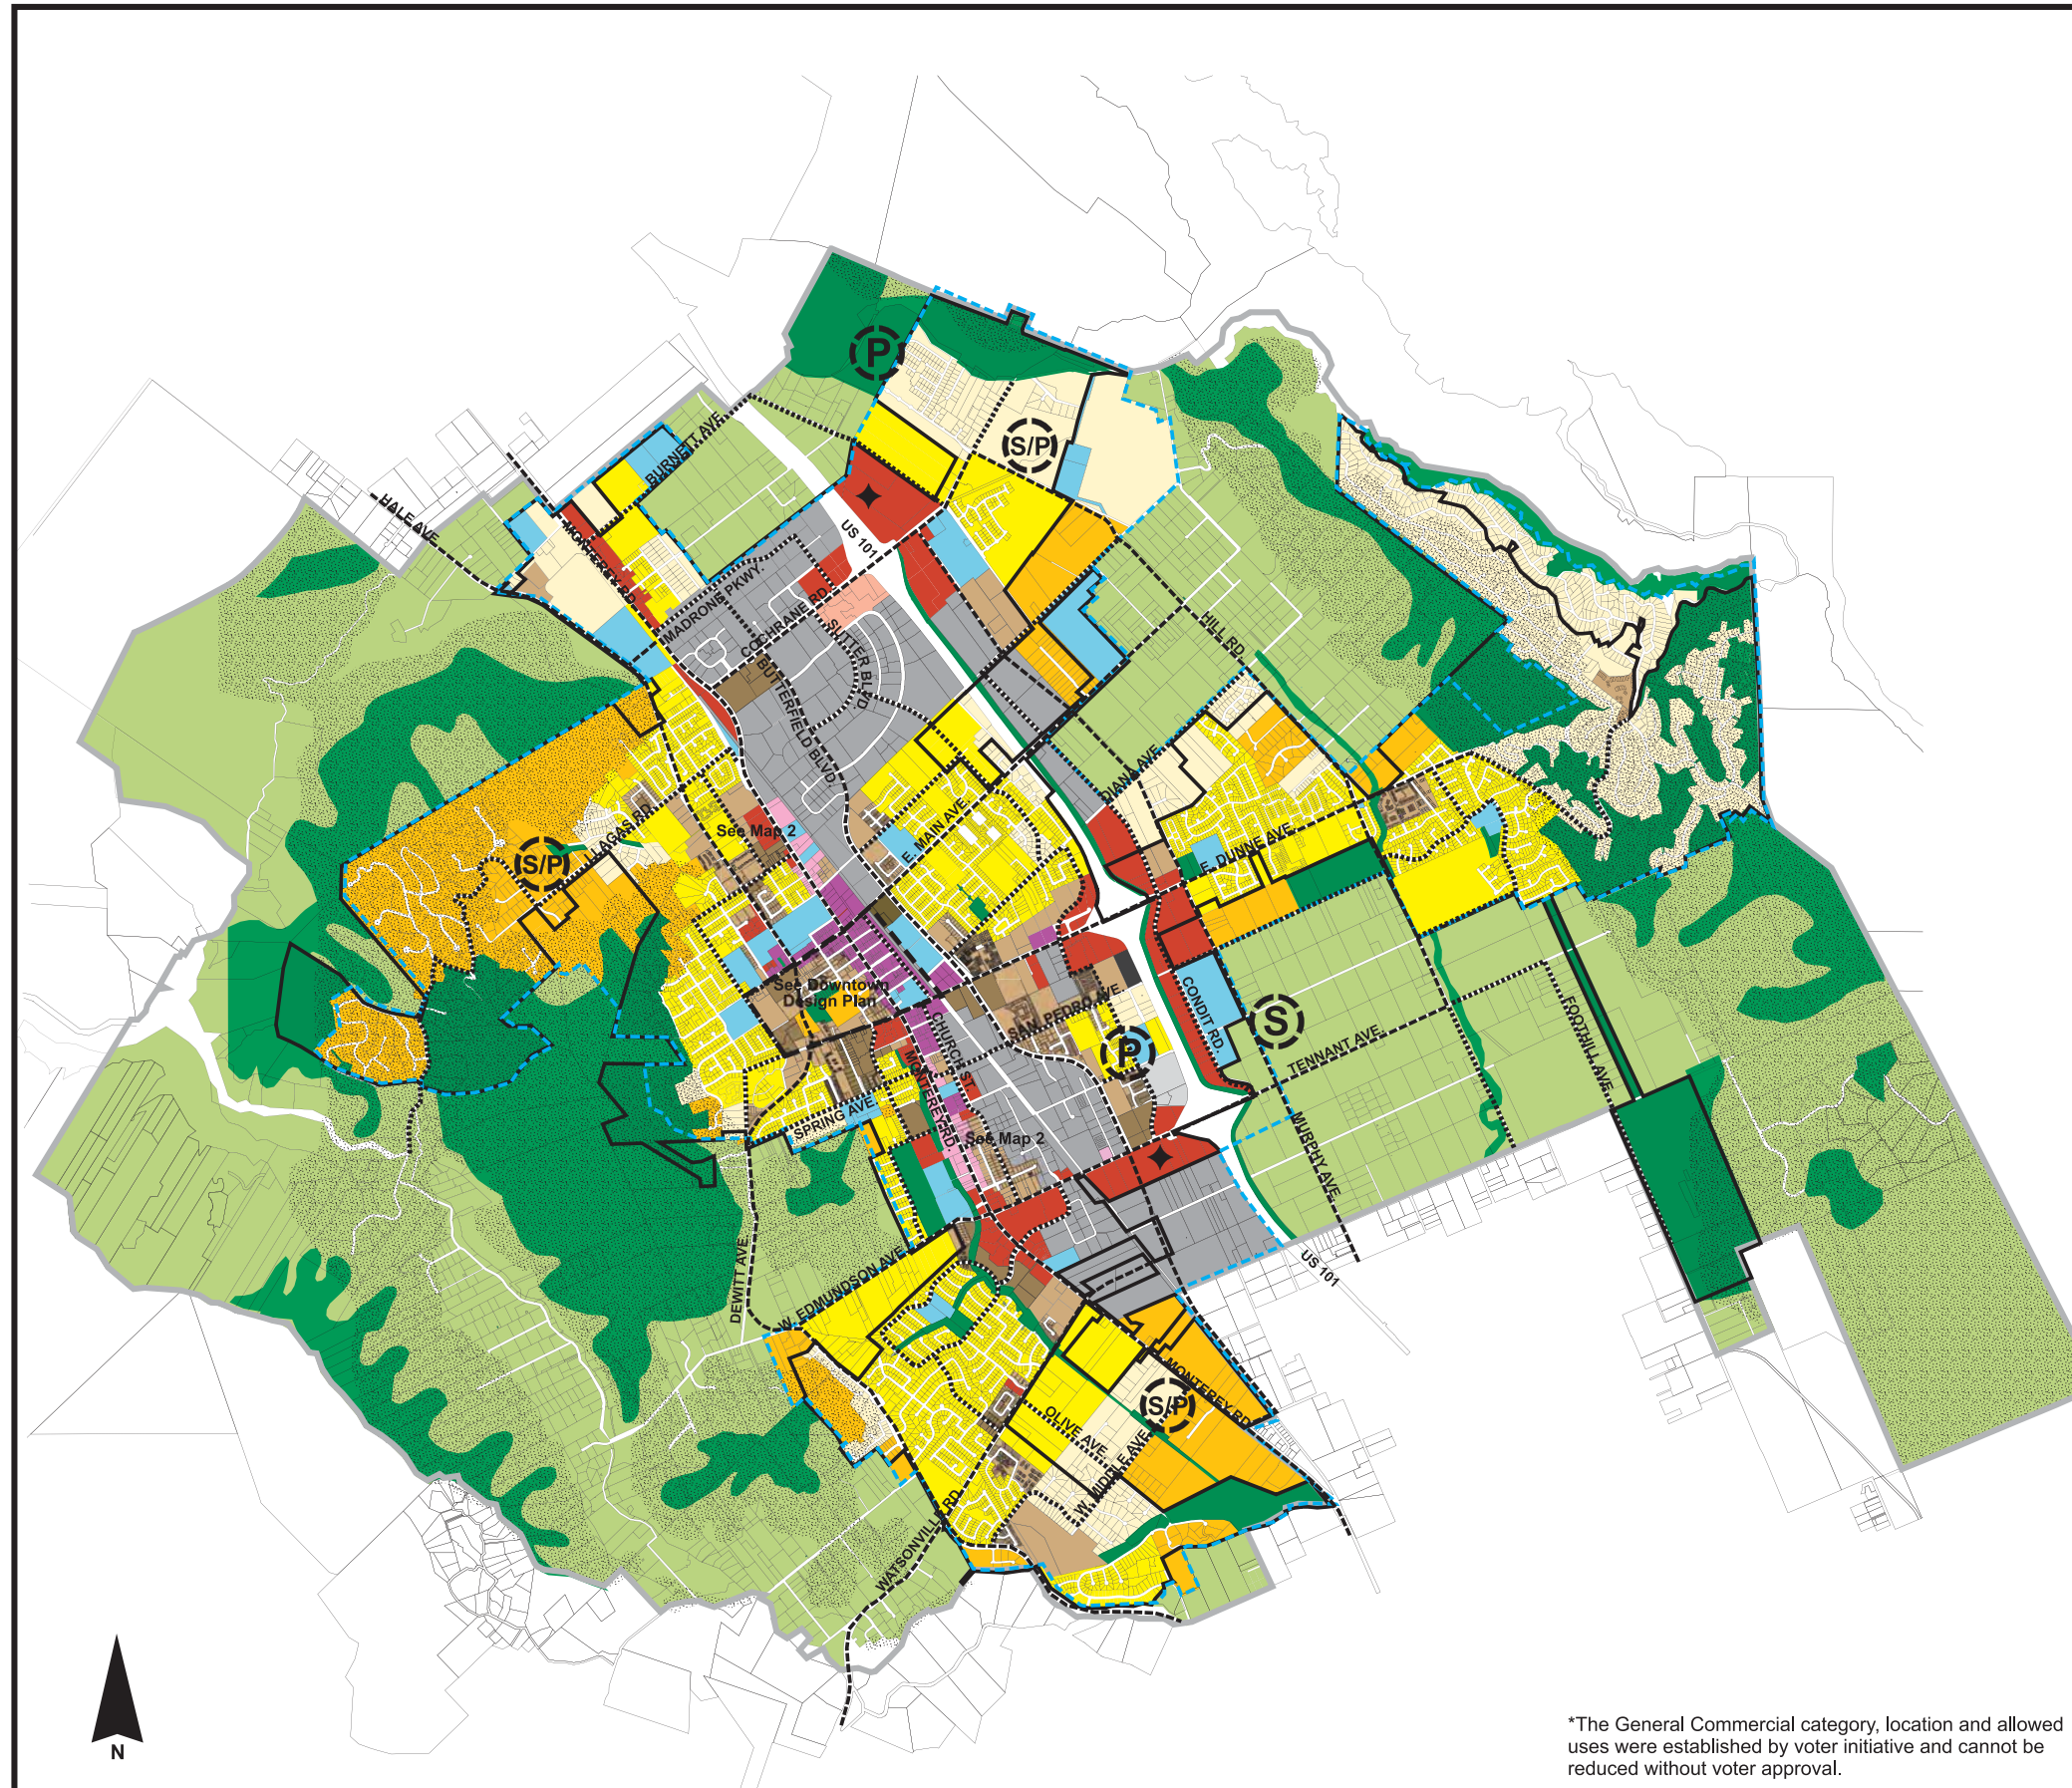 P
S/P
BURNETT AVE.
HALE AVE.
MONTEREY RD.
US 101
MADRONE PKWY.
COCHRANE RD.
SUTTER BLVD.
BUTTERFIELD BLVD.
HILL RD.
DIANA AVE.
See Map 2
E. MAIN AVE.
LLAGAS RD.
S/P
E. DUNNE AVE.
See Downtown
Design Plan
CONDIT RD.
S
SAN PEDRO AVE.
FOOTHILL AVE.
CHURCH ST.
P
TENNANT AVE.
MONTEREY RD.
SPRING AVE.
See Map 2
MURPHY AVE.
DEWITT AVE.
W. EDMUNDSON AVE.
US 101
MONTEREY RD.
S/P
OLIVE AVE.
W. MIDDLE AVE.
WATSONVILLE RD.
N
*The General Commercial category, location and allowed
uses were established by voter initiative and cannot be
reduced without voter approval.